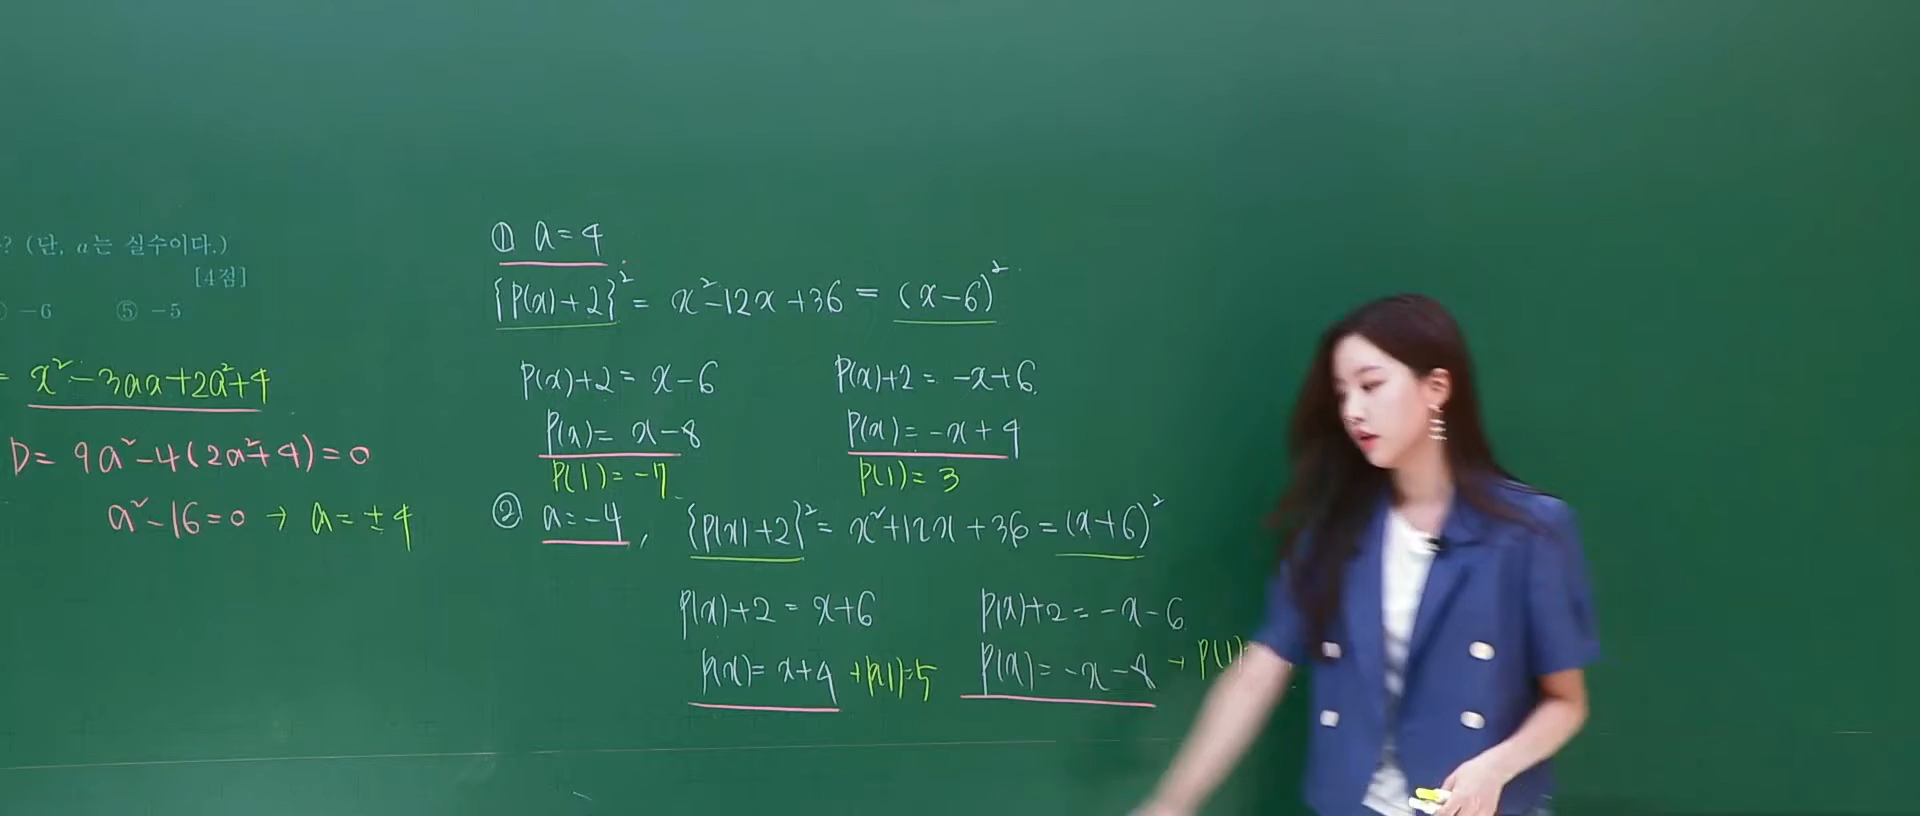 ? (단, a는 실수이다.)
[4점]
-6 ⑤ -5
= x²-3ax+2a²+4
D= 9a²-4(2a²+4)=0
a²-16=0 → a=±4
① a=4
{P(x)+2}² = x²-12x+36 = (x-6)²
P(x)+2 = x-6
P(x)= x-8
P(1)=-7
P(x)+2 = -x+6
P(x)=-x+4
P(1)=3
② a=-4, {P(x)+2}²= x²+12x+36=(x+6)²
P(x)+2 = x+6
P(x)= x+4 → P(1)=5
P(x)+2=-x-6
P(x)=-x-8 → P(1)